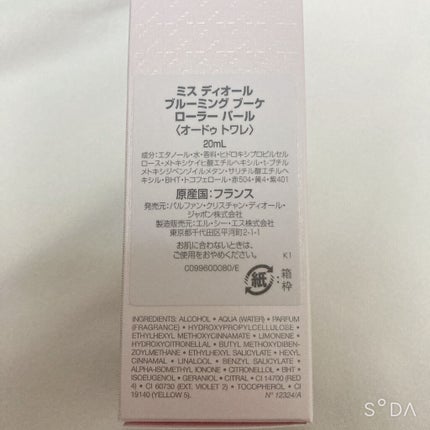 ミス ディオール
ブルーミング ブーケ
ローラー パール
〈オードゥ トワレ〉
20mL
成分：エタノール・水・香料・ヒドロキシプロピルセル
ロース・メトキシケイヒ酸エチルヘキシル・t-ブチル
メトキシジベンゾイルメタン・サリチル酸エチルヘ
キシル・BHT・トコフェロール・赤504・黄4・紫401
原産国：フランス
発売元：パルファン・クリスチャン・ディオール・
ジャポン株式会社
製造販売元：エル・シー・エス株式会社
東京都千代田区平河町2-1
お肌に合わないときは、
ご使用をおやめください。
K1
CD99600080/E
紙
箱
枠
INGREDIENTS: ALCOHOL • AQUA (WATER) • PARFUM
(FRAGRANCE) • HYDROXYPROPYLCELLULOSE •
ETHYLHEXYL METHOXYCINNAMATE • LIMONENE •
HYDROXYCITRONELLAL • BUTYL METHOXYDIBEN-
ZOYLMETHANE • ETHYLHEXYL SALICYLATE • HEXYL
CINNAMAL • LINALOOL • BENZYL SALICYLATE •
ALPHA-ISOMETHYL IONONE • CITRONELLOL • BHT
• ISOEUGENOL • GERANIOL • CITRAL • CI 14700 (RED
4) • CI 60730 (EXT. VIOLET 2) • TOCOPHEROL • CI
19140 (YELLOW 5). N° 12324/A
SODA